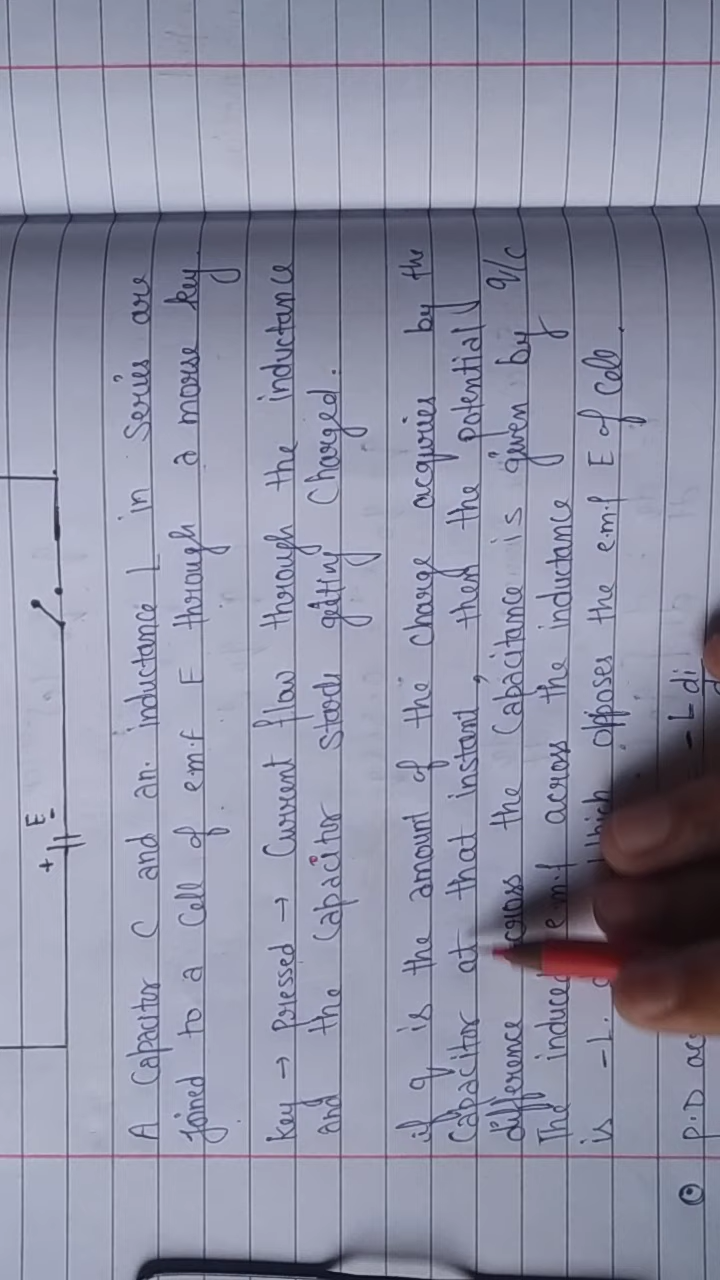 + E -
A Capacitor C and an inductance L in series are
joined to a cell of e.m.f E through a morse key.
key → pressed → Current flow through the inductance
and the capacitor starts getting charged.
if q is the amount of the charge acquries by the
Capacitor at that instant, then the potential
difference across the Capacitance is given by q/c
The induced e.m.f across the inductance
is -L. which opposes the e.m.f E of cell.
P.D ac - L di